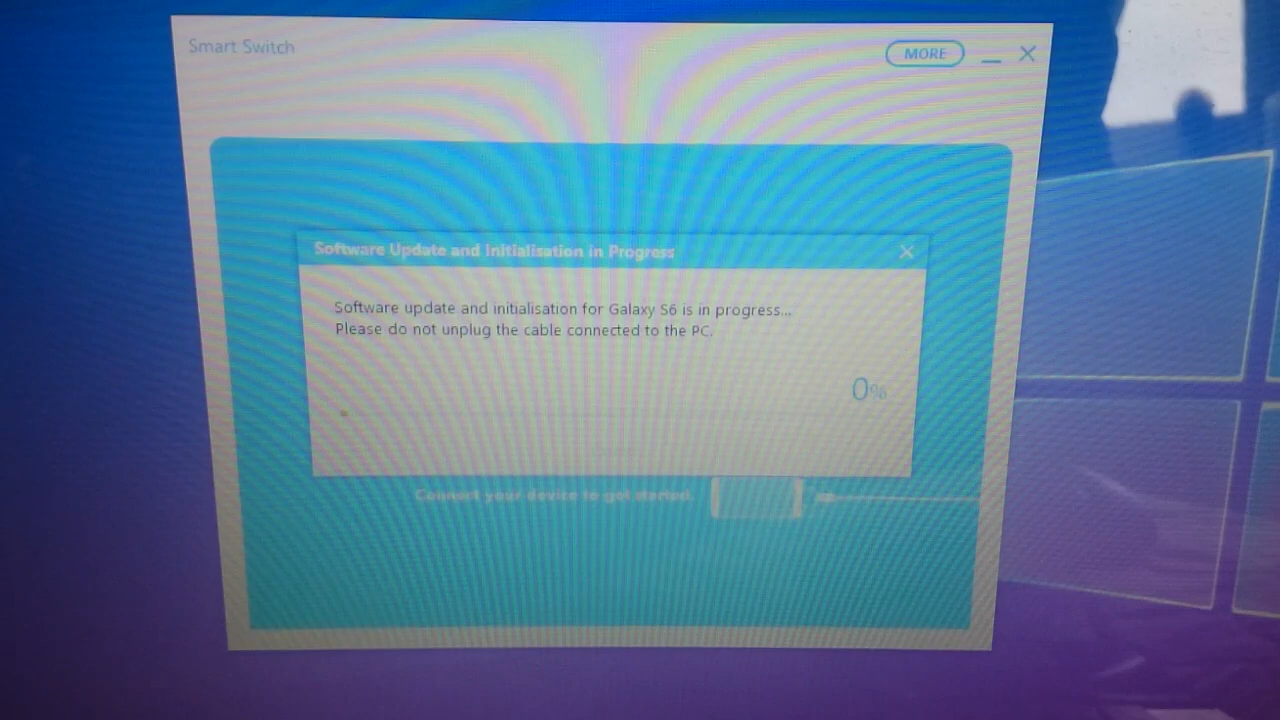 Smart Switch
MORE
Software Update and Initialisation in Progress
Software update and initialisation for Galaxy S6 is in progress...
Please do not unplug the cable connected to the PC.
0%
Connect your device to get started.